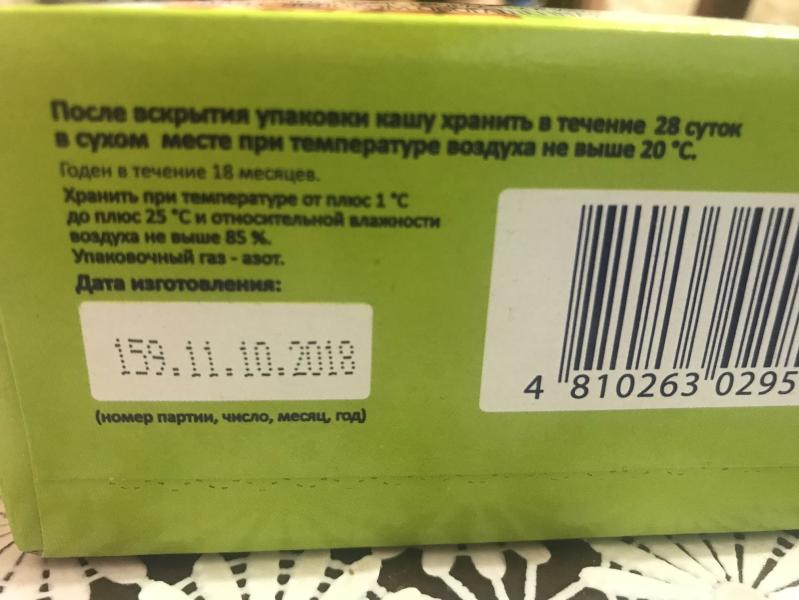 После вскрытия упаковки кашу хранить в течение 28 суток
в сухом месте при температуре воздуха не выше 20 °С.
Годен в течение 18 месяцев.
Хранить при температуре от плюс 1 °С
до плюс 25 °С и относительной влажности
воздуха не выше 85 %.
Упаковочный газ - азот.
Дата изготовления:
159.11.10.2018
(номер партии, число, месяц, год)
4 810263 0295